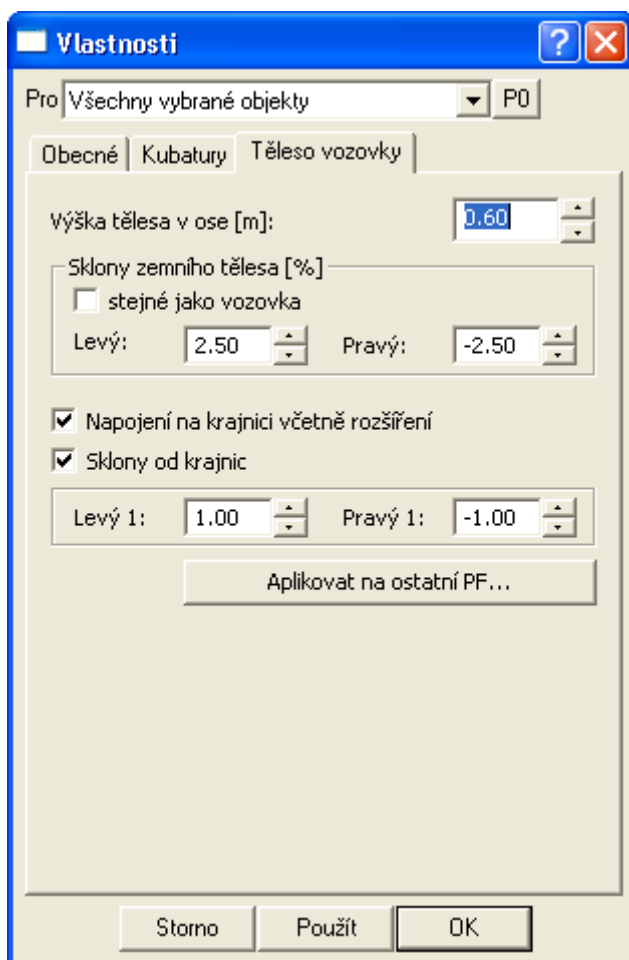 Vlastnosti
Pro Všechny vybrané objekty P0
Obecné Kubatury Těleso vozovky
Výška tělesa v ose [m]: 0.60
Sklony zemního tělesa [%]
stejné jako vozovka
Levý: 2.50 Pravý: -2.50
Napojení na krajnici včetně rozšíření
Sklony od krajnic
Levý 1: 1.00 Pravý 1: -1.00
Aplikovat na ostatní PF...
Storno Použít OK